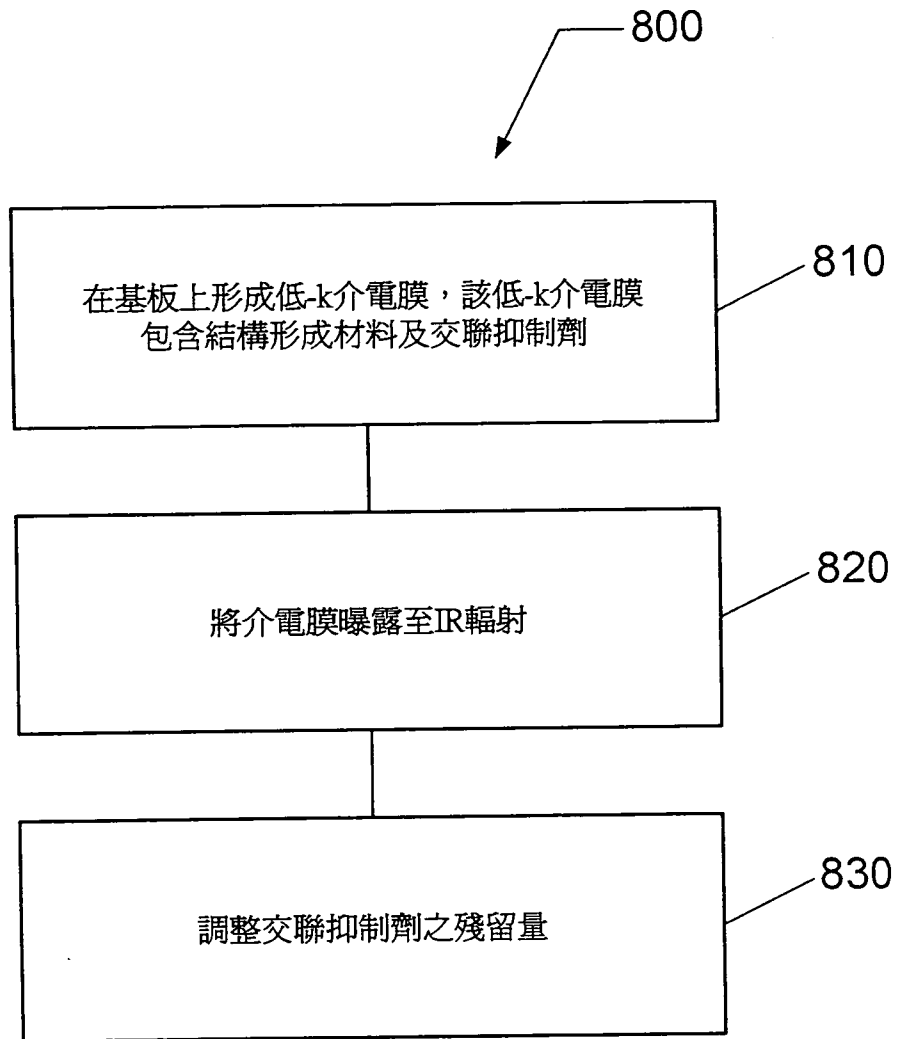 800
在基板上形成低-k介電膜，該低-k介電膜
包含結構形成材料及交聯抑制劑
810
將介電膜曝露至IR輻射
820
調整交聯抑制劑之殘留量
830